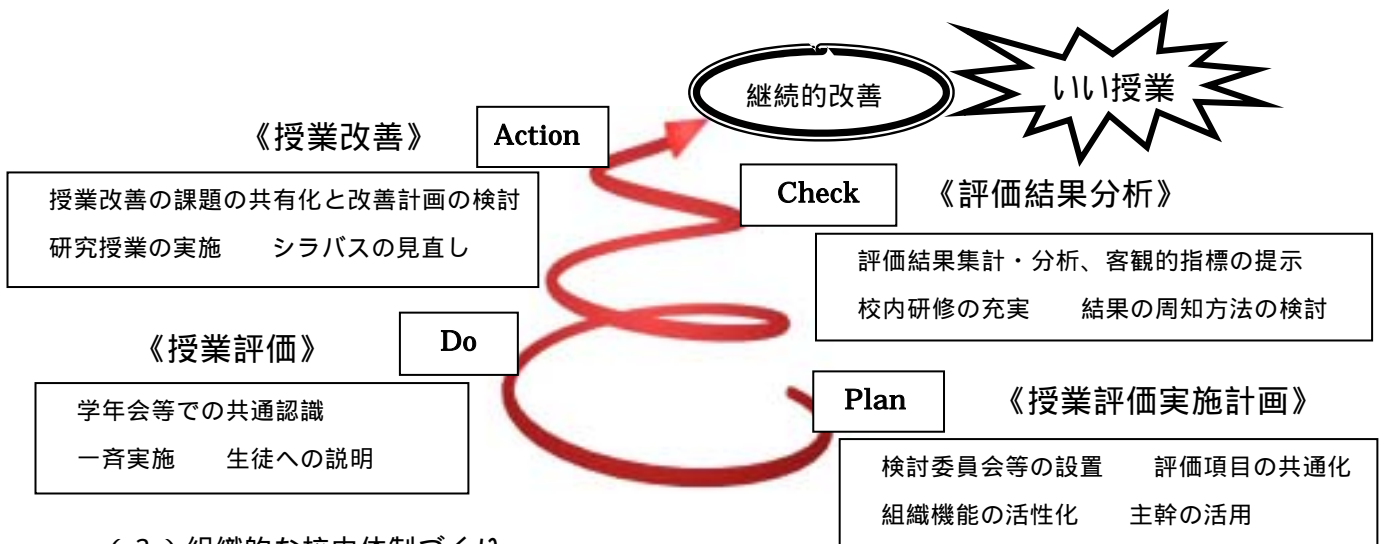 継続的改善
いい授業
《授業改善》
Action
授業改善の課題の共有化と改善計画の検討
研究授業の実施　　シラバスの見直し
Check
《評価結果分析》
評価結果集計・分析、客観的指標の提示
校内研修の充実　　結果の周知方法の検討
《授業評価》
Do
学年会等での共通認識
一斉実施　　生徒への説明
Plan
《授業評価実施計画》
検討委員会等の設置　　評価項目の共通化
組織機能の活性化　　主幹の活用